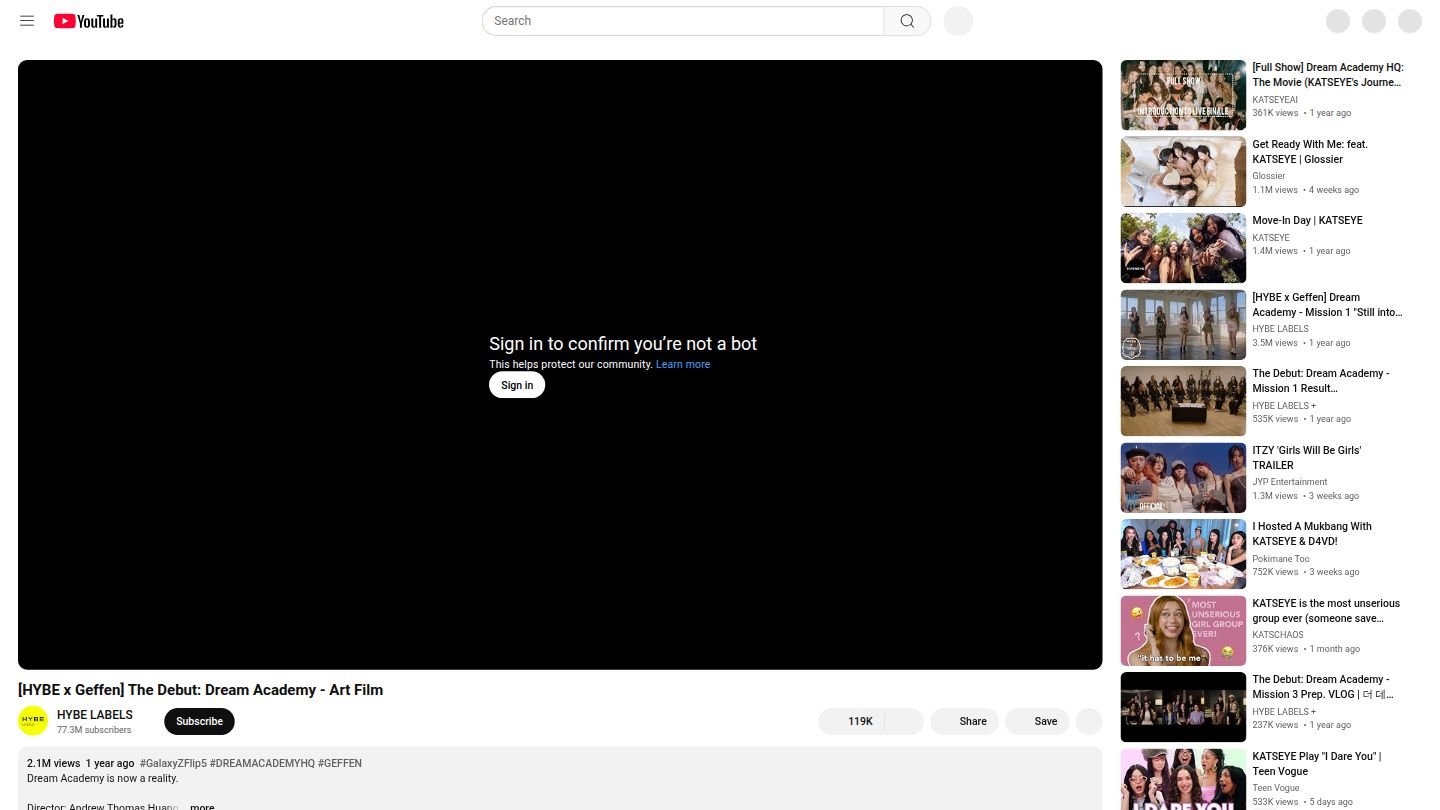 YouTube
Search
Sign in to confirm you’re not a bot
This helps protect our community. Learn more
Sign in
[HYBE x Geffen] The Debut: Dream Academy - Art Film
HYBE
LABELS
HYBE LABELS
77.3M subscribers
Subscribe
119K
Share
Save
2.1M views 1 year ago #GalaxyZFlip5 #DREAMACADEMYHQ #GEFFEN
Dream Academy is now a reality.
Director: Andrew Thomas Huang ...more
FULL SHOW
INTRODUCTION TO LIVE FINALE
[Full Show] Dream Academy HQ:
The Movie (KATSEYE's Journe...
KATSEYEAI
361K views • 1 year ago
Get Ready With Me: feat.
KATSEYE | Glossier
Glossier
1.1M views • 4 weeks ago
KATSEYE
Move-In Day | KATSEYE
KATSEYE
1.4M views • 1 year ago
[HYBE x Geffen] Dream
Academy - Mission 1 "Still into...
HYBE LABELS
3.5M views • 1 year ago
The Debut: Dream Academy -
Mission 1 Result...
HYBE LABELS +
535K views • 1 year ago
OFFICIAL
ITZY 'Girls Will Be Girls'
TRAILER
JYP Entertainment
1.3M views • 3 weeks ago
I Hosted A Mukbang With
KATSEYE & D4VD!
Pokimane Too
752K views • 3 weeks ago
MOST
UNSERIOUS
GIRL GROUP
EVER!
?
"it has to be me"
KATSEYE is the most unserious
group ever (someone save...
KATSCHAOS
376K views • 1 month ago
The Debut: Dream Academy -
Mission 3 Prep. VLOG | 더 데...
HYBE LABELS +
237K views • 1 year ago
I DARE YOU
KATSEYE Play "I Dare You" |
Teen Vogue
Teen Vogue
533K views • 5 days ago